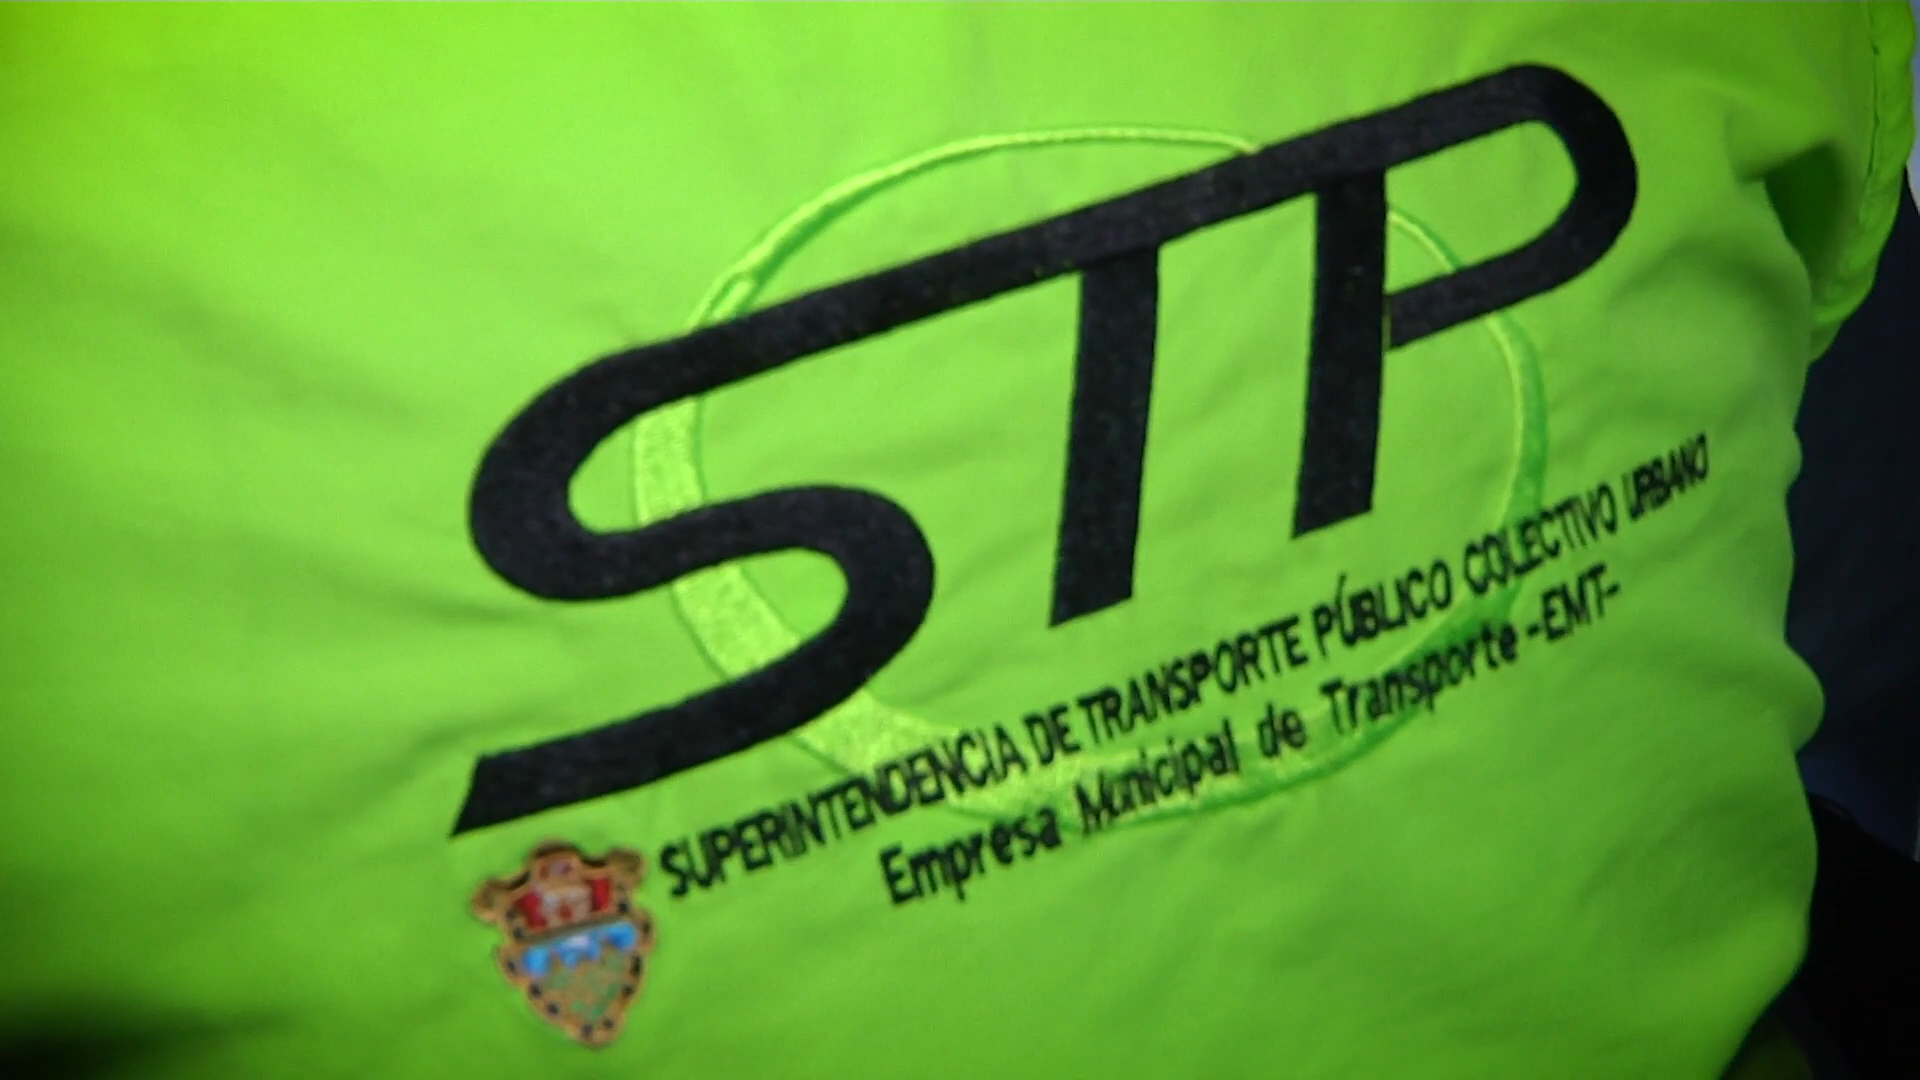 STP
SUPERINTENDENCIA DE TRANSPORTE PÚBLICO COLECTIVO URBANO
Empresa Municipal de Transporte -EMT-